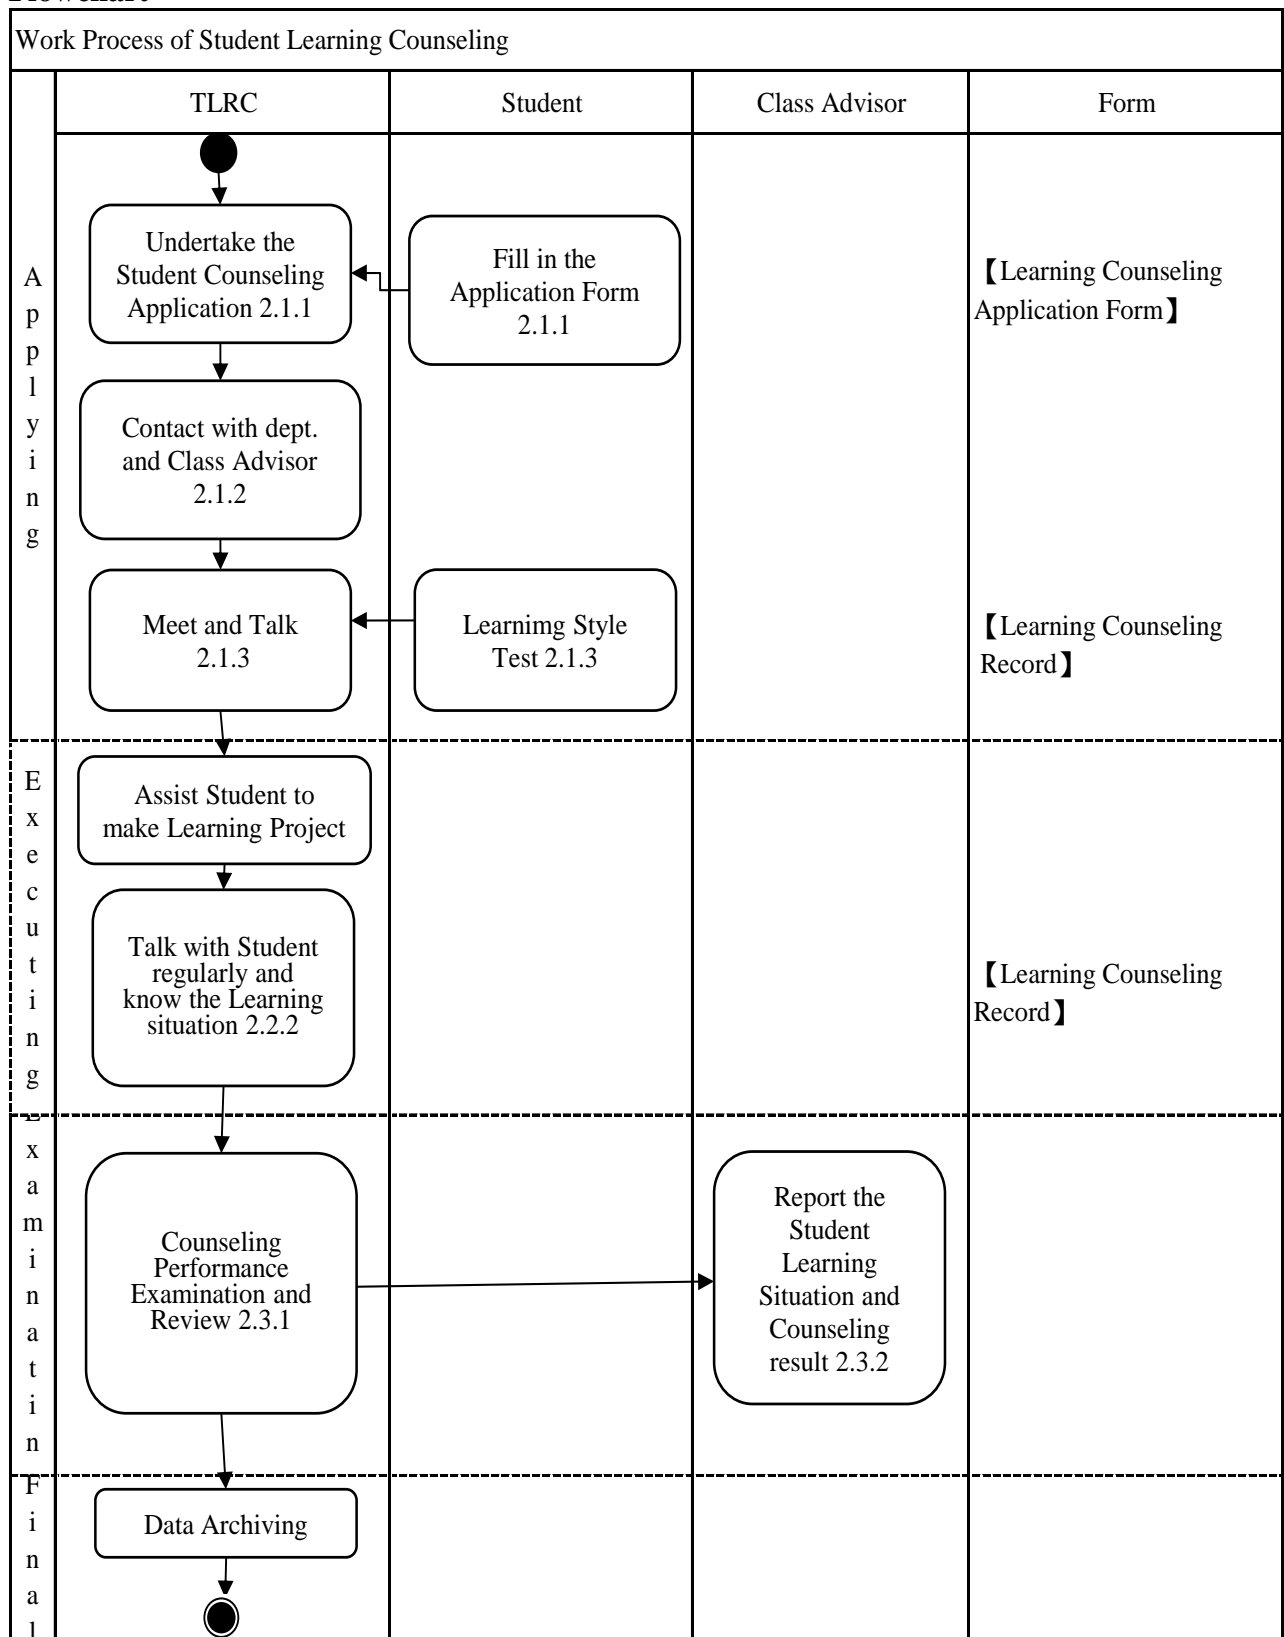 Work Process of Student Learning Counseling
TLRC
Student
Class Advisor
Form
Applying
Undertake the
Student Counseling
Application 2.1.1
Fill in the
Application Form
2.1.1
【Learning Counseling
Application Form】
Contact with dept.
and Class Advisor
2.1.2
Meet and Talk
2.1.3
Learnimg Style
Test 2.1.3
【Learning Counseling
Record】
Executing
Assist Student to
make Learning Project
Talk with Student
regularly and
know the Learning
situation 2.2.2
【Learning Counseling
Record】
xaminatin
Counseling
Performance
Examination and
Review 2.3.1
Report the
Student
Learning
Situation and
Counseling
result 2.3.2
Final
Data Archiving